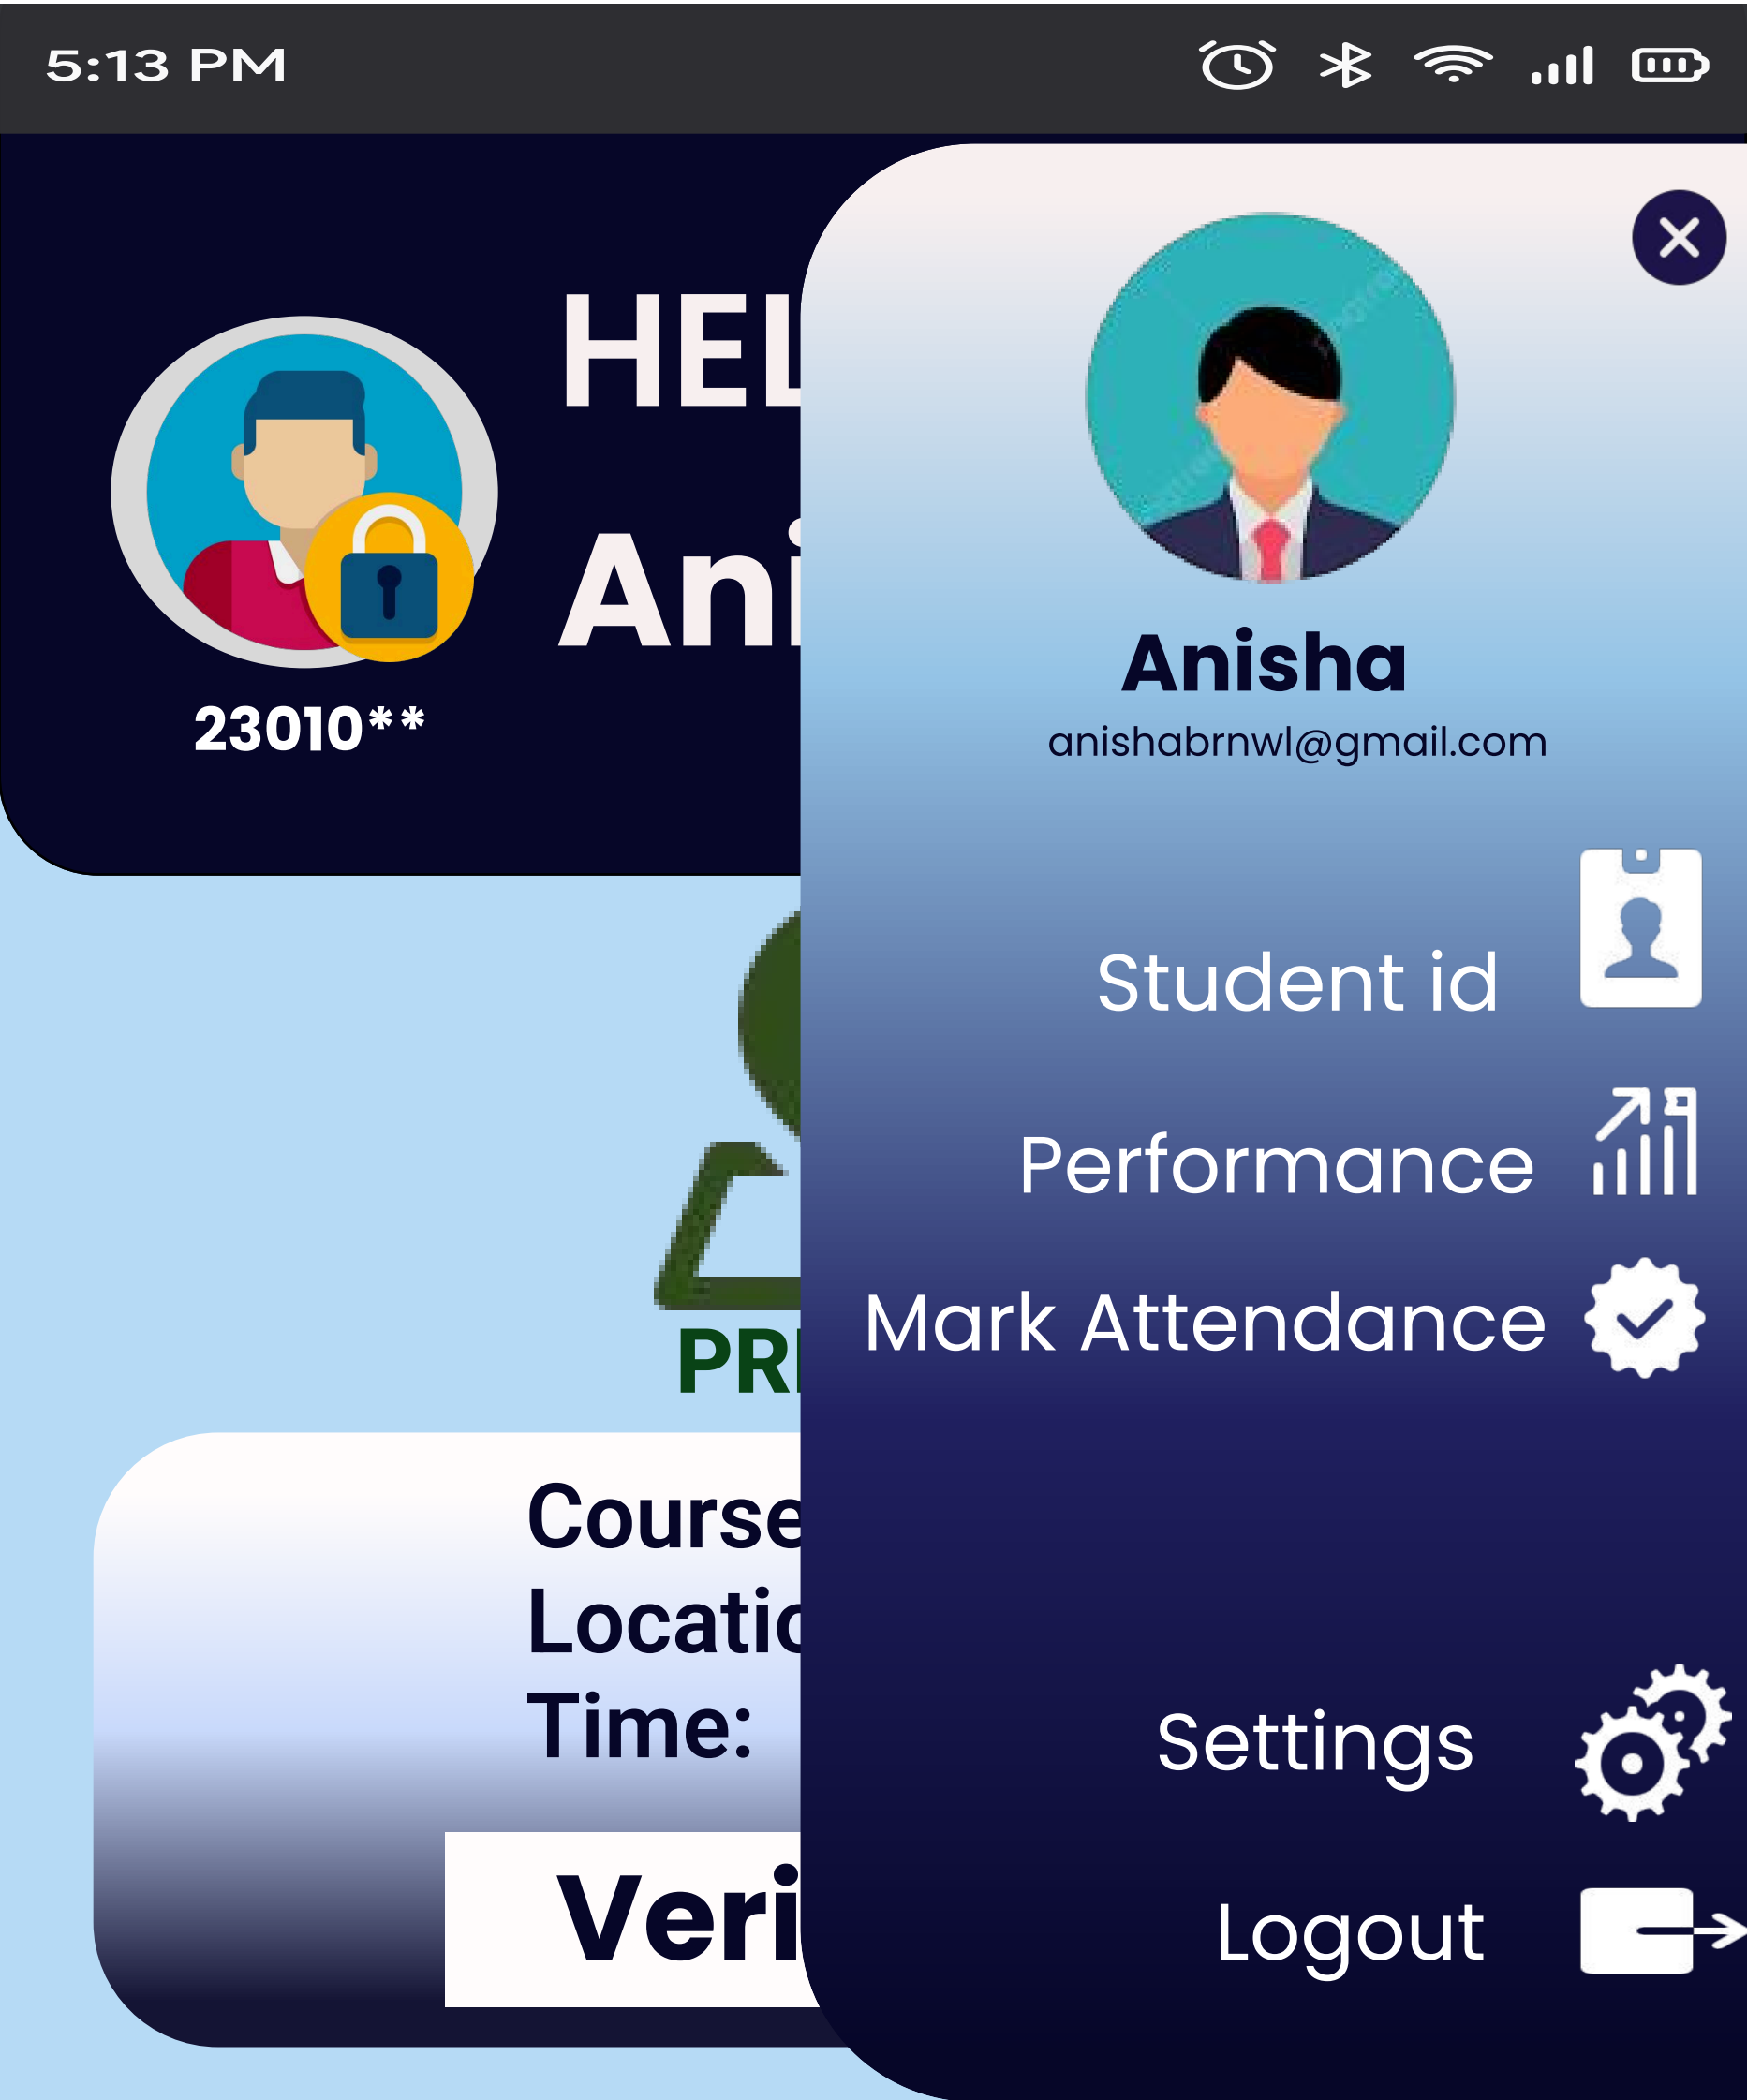 5:13 PM
HEL
Ani
23010**
Anisha
anishabrnwl@gmail.com
Student id
Performance
Mark Attendance
PR
Course
Locatio
Time:
Veri
Settings
Logout